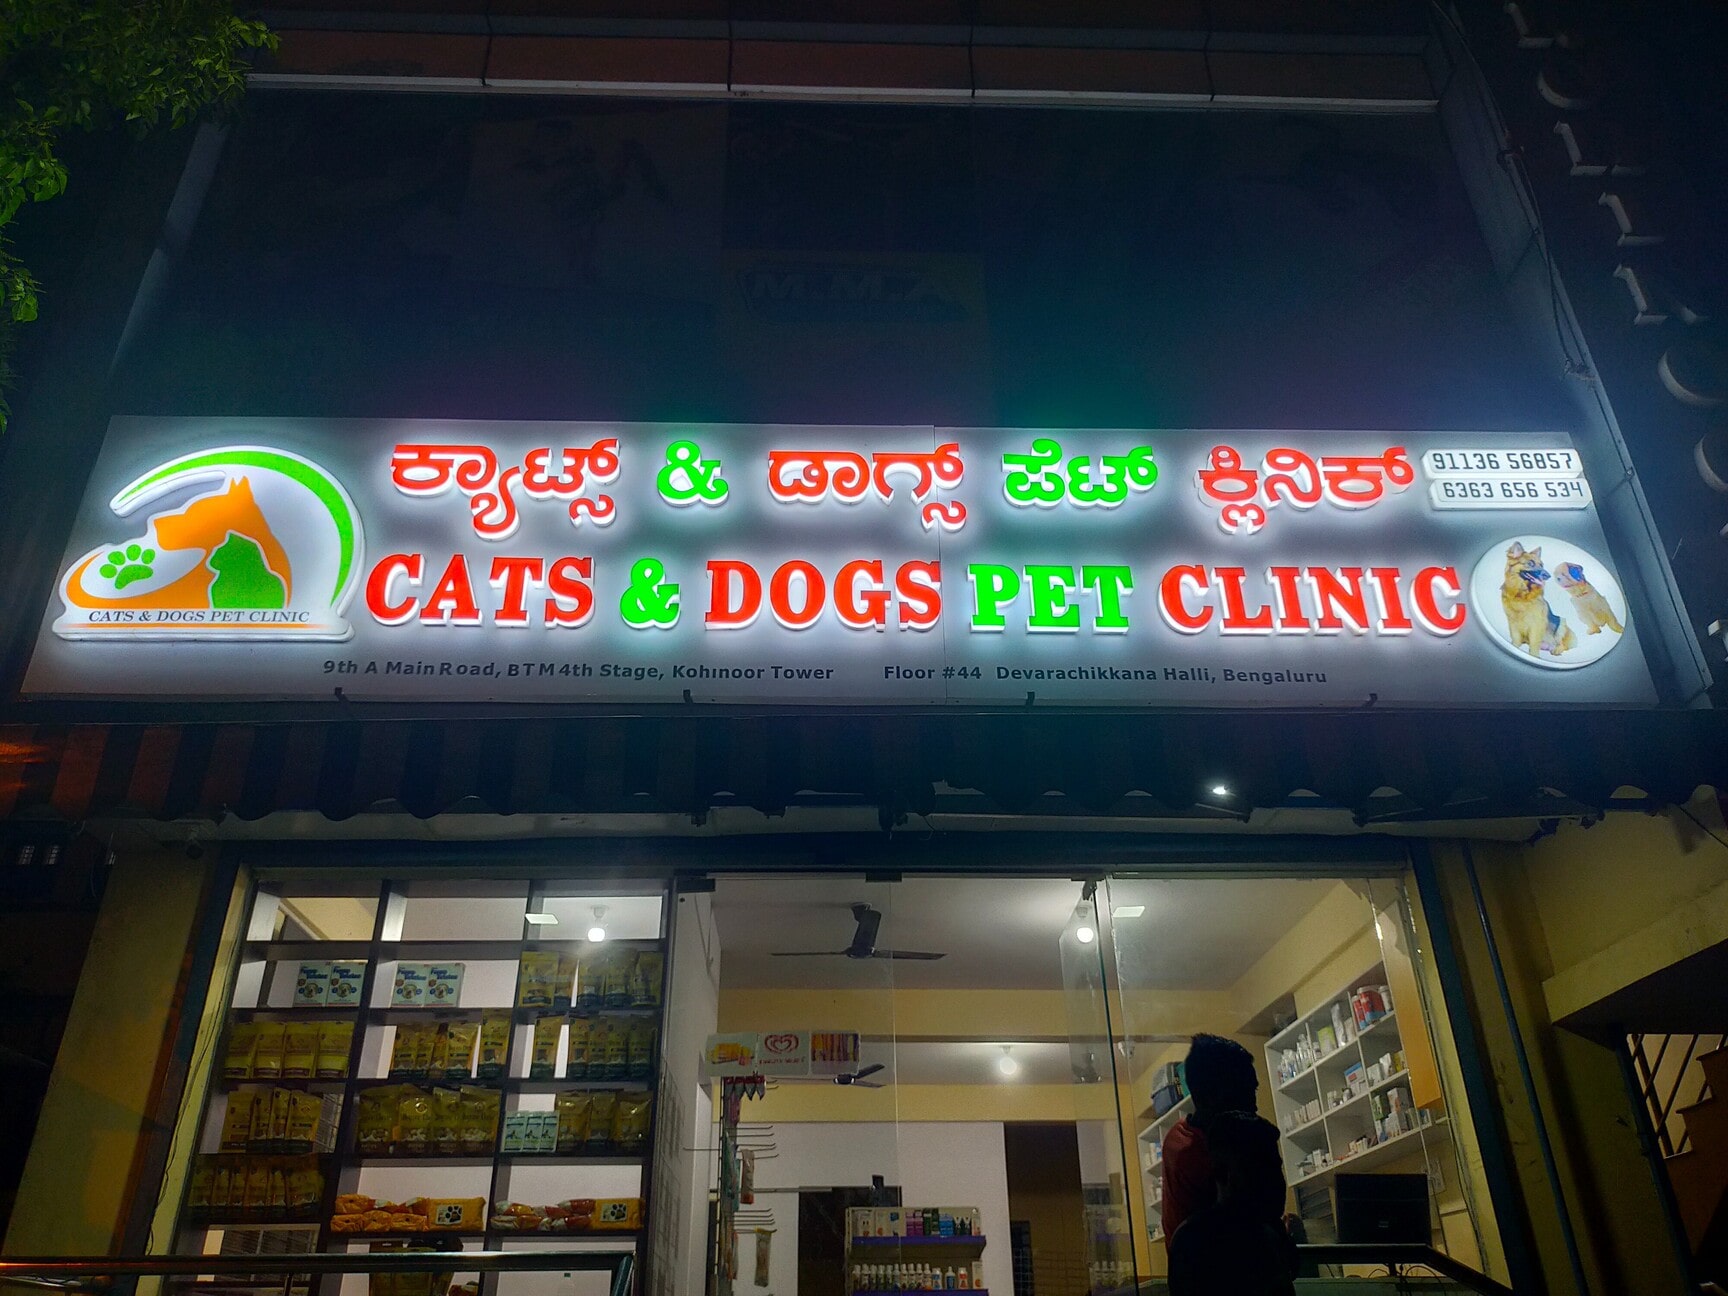 ಕ್ಯಾಟ್ಸ್ & ಡಾಗ್ಸ್ ಪೆಟ್ ಕ್ಲಿನಿಕ್
91136 56857
6363 656 534
CATS & DOGS PET CLINIC
CATS & DOGS PET CLINIC
9th A Main Road, BTM 4th Stage, Kohinoor Tower Floor #44 Devarachikkana Halli, Bengaluru
M.M.A